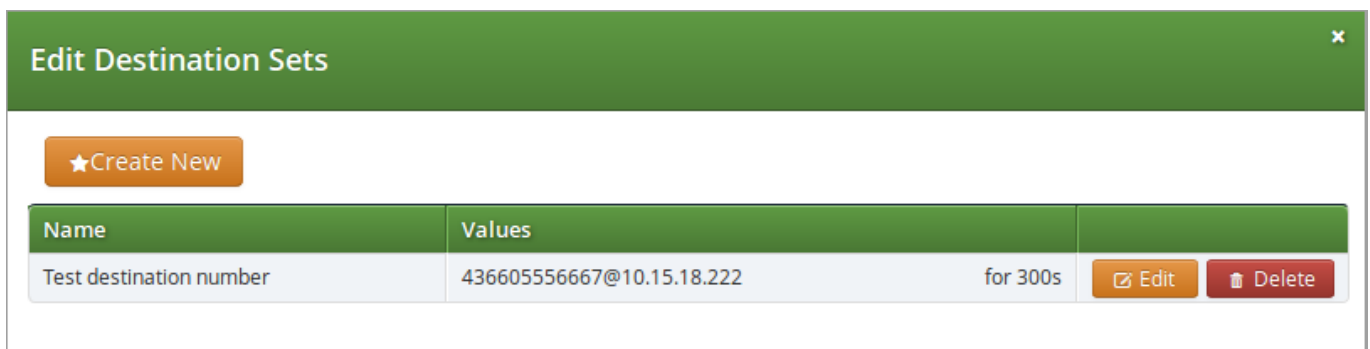 Edit Destination Sets
Create New
Name Values
Test destination number 436605556667@10.15.18.222 for 300s Edit Delete